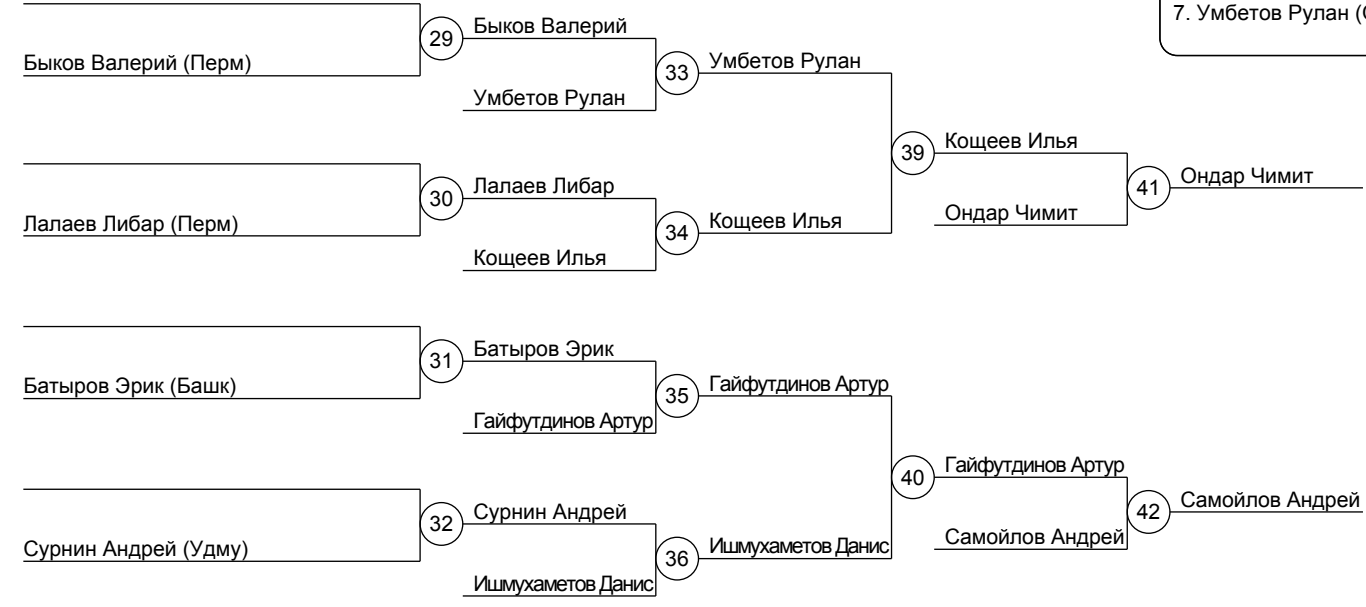 7. Умбетов Рулан (
29
Быков Валерий
Быков Валерий (Перм)
33
Умбетов Рулан
Умбетов Рулан
39
Кощеев Илья
30
Лалаев Либар
41
Ондар Чимит
Лалаев Либар (Перм)
34
Кощеев Илья
Ондар Чимит
Кощеев Илья
31
Батыров Эрик
Батыров Эрик (Башк)
35
Гайфутдинов Артур
Гайфутдинов Артур
40
Гайфутдинов Артур
32
Сурнин Андрей
42
Самойлов Андрей
Сурнин Андрей (Удму)
36
Ишмухаметов Данис
Самойлов Андрей
Ишмухаметов Данис